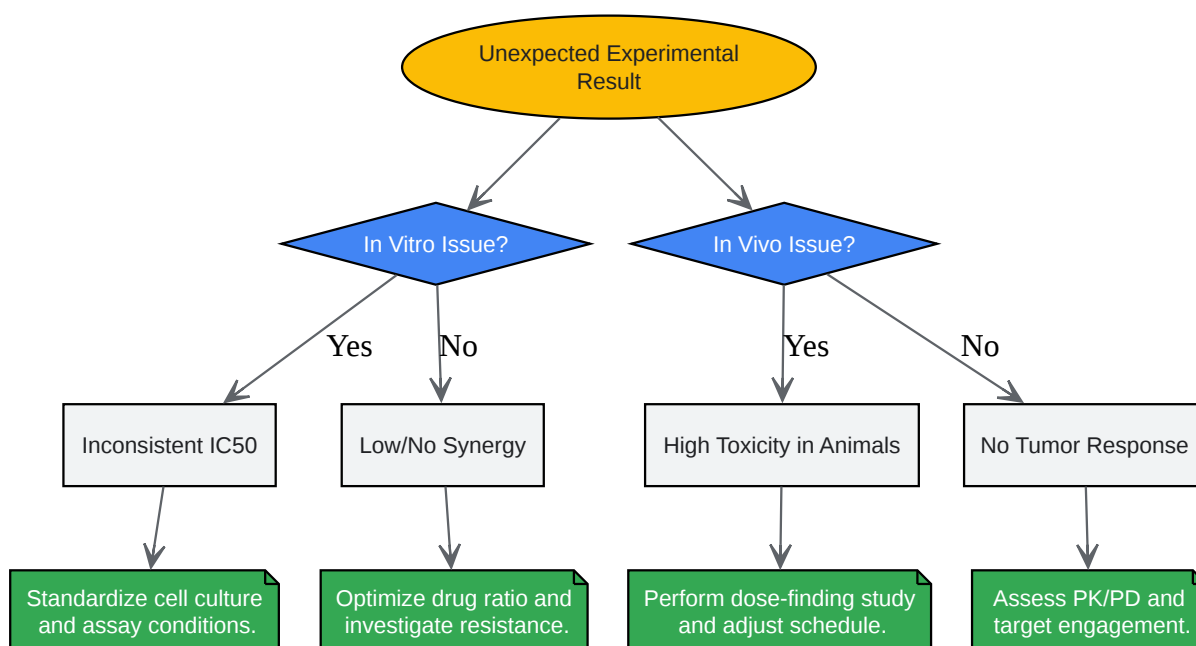 Unexpected Experimental
Result
In Vitro Issue?
In Vivo Issue?
Yes
No
Yes
No
Inconsistent IC50
Low/No Synergy
High Toxicity in Animals
No Tumor Response
Standardize cell culture
and assay conditions.
Optimize drug ratio and
investigate resistance.
Perform dose-finding study
and adjust schedule.
Assess PK/PD and
target engagement.